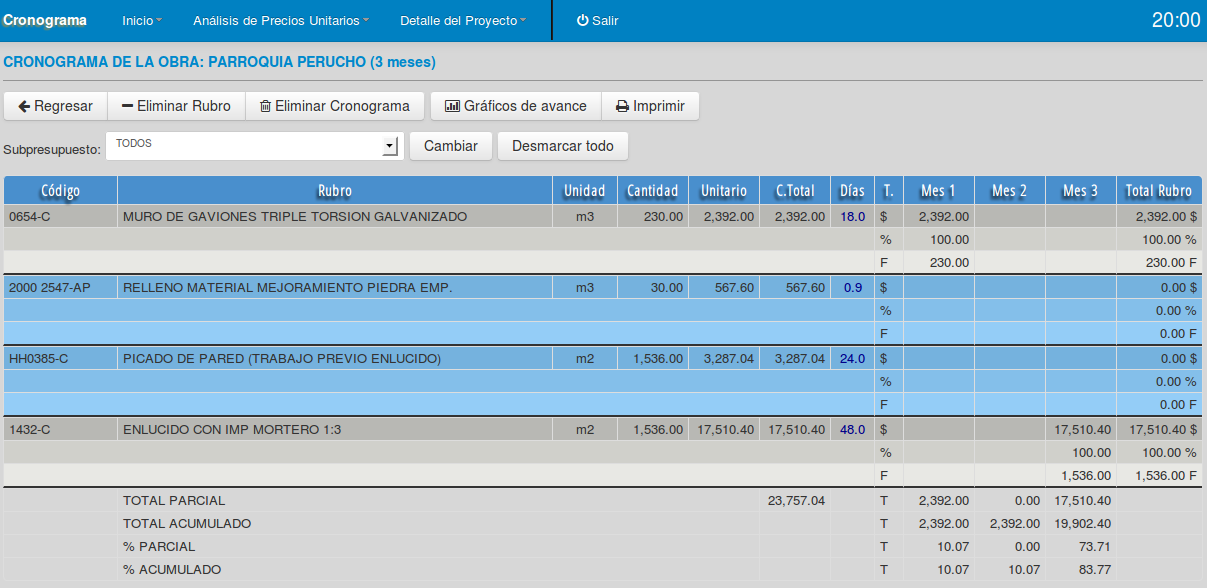 Cronograma Inicio Análisis de Precios Unitarios Detalle del Proyecto Salir 20:00
CRONOGRAMA DE LA OBRA: PARROQUIA PERUCHO (3 meses)
Regresar Eliminar Rubro Eliminar Cronograma Gráficos de avance Imprimir
Subpresupuesto: TODOS Cambiar Desmarcar todo
Código Rubro Unidad Cantidad Unitario C.Total Días T. Mes 1 Mes 2 Mes 3 Total Rubro
0654-C MURO DE GAVIONES TRIPLE TORSION GALVANIZADO m3 230.00 2,392.00 2,392.00 18.0 $ 2,392.00 2,392.00 $
% 100.00 100.00 %
F 230.00 230.00 F
2000 2547-AP RELLENO MATERIAL MEJORAMIENTO PIEDRA EMP. m3 30.00 567.60 567.60 0.9 $ 0.00 $
% 0.00 %
F 0.00 F
HH0385-C PICADO DE PARED (TRABAJO PREVIO ENLUCIDO) m2 1,536.00 3,287.04 3,287.04 24.0 $ 0.00 $
% 0.00 %
F 0.00 F
1432-C ENLUCIDO CON IMP MORTERO 1:3 m2 1,536.00 17,510.40 17,510.40 48.0 $ 17,510.40 17,510.40 $
% 100.00 100.00 %
F 1,536.00 1,536.00 F
TOTAL PARCIAL 23,757.04 T 2,392.00 0.00 17,510.40
TOTAL ACUMULADO T 2,392.00 2,392.00 19,902.40
% PARCIAL T 10.07 0.00 73.71
% ACUMULADO T 10.07 10.07 83.77